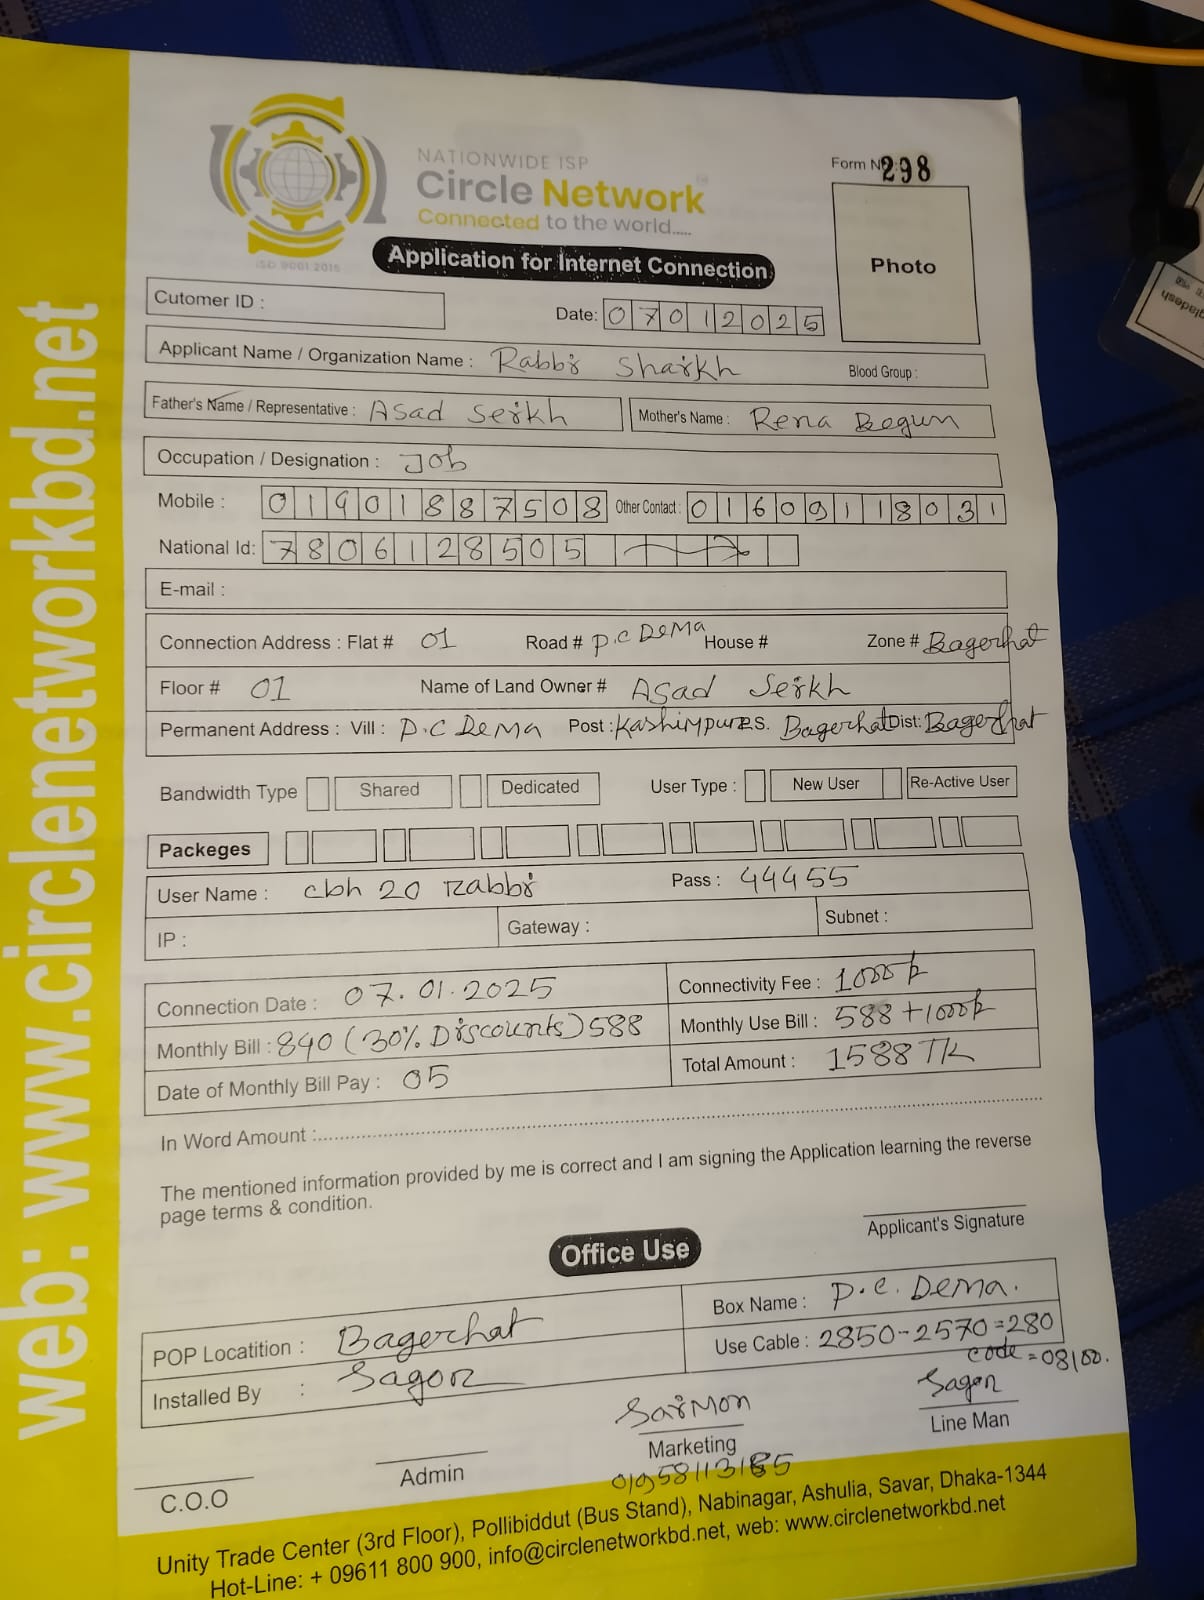 web: www.circlenetworkbd.net
NATIONWIDE ISP
Circle Network
Connected to the world.....
ISO 9001:2015
Form No 298
Photo
Application for Internet Connection
Cutomer ID :
Date: 07012025
Applicant Name / Organization Name : Rabbi Shaikh Blood Group :
Father's Name / Representative : Asad Seikh Mother's Name : Rena Begum
Occupation / Designation : Job
Mobile : 01901887508 Other Contact : 01609118031
National Id: 7806128505
E-mail :
Connection Address : Flat # 01 Road # P.C DEMA House # Zone # Bagerhat
Floor # 01 Name of Land Owner # Asad Seikh
Permanent Address : Vill : P.C Dema Post : Kashimpur P.S. Bagerhat Dist: Bagerhat
Bandwidth Type Shared Dedicated User Type : New User Re-Active User
Packeges
User Name : cbh 20 rabbi Pass : 44455
IP : Gateway : Subnet :
Connection Date : 07.01.2025 Connectivity Fee : 1000tk
Monthly Bill : 840 (30% Discounts) 588 Monthly Use Bill : 588 + 1000tk
Date of Monthly Bill Pay : 05 Total Amount : 1588 TK
In Word Amount :
The mentioned information provided by me is correct and I am signing the Application learning the reverse
page terms & condition.
Applicant's Signature
Office Use
POP Locatition : Bagerhat Box Name : P.C. Dema.
Installed By : Sagor Use Cable : 2850-2570=280
code = 08/00.
Saimon Sagor
C.O.O Admin Marketing Line Man
01958113185
Unity Trade Center (3rd Floor), Pollibiddut (Bus Stand), Nabinagar, Ashulia, Savar, Dhaka-1344
Hot-Line: + 09611 800 900, info@circlenetworkbd.net, web: www.circlenetworkbd.net